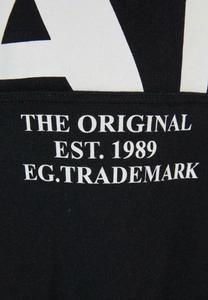 THE ORIGINAL
EST. 1989
EG.TRADEMARK